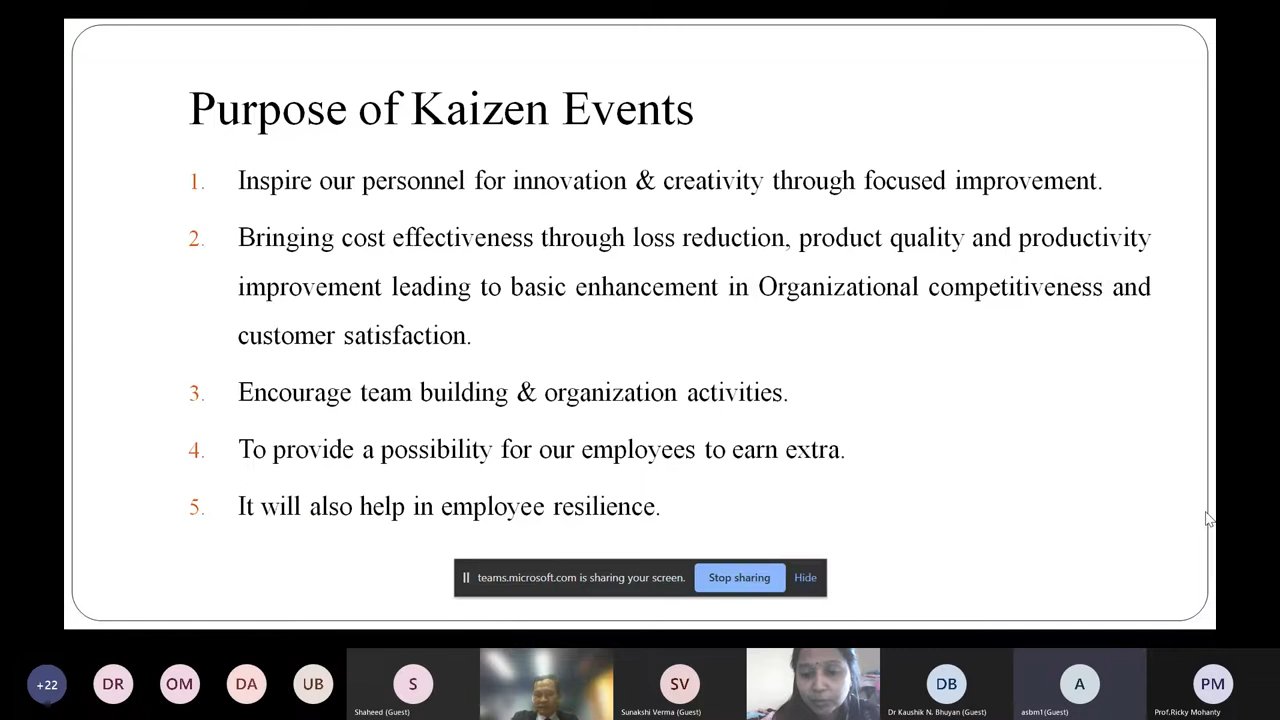 Purpose of Kaizen Events
1. Inspire our personnel for innovation & creativity through focused improvement.
2. Bringing cost effectiveness through loss reduction, product quality and productivity
improvement leading to basic enhancement in Organizational competitiveness and
customer satisfaction.
3. Encourage team building & organization activities.
4. To provide a possibility for our employees to earn extra.
5. It will also help in employee resilience.
teams.microsoft.com is sharing your screen. Stop sharing Hide
+22 DR OM DA UB S SV DB A PM
Shaheed (Guest) Sunakshi Verma (Guest) Dr Kaushik N. Bhuyan (Guest) asbm1(Guest) Prof.Ricky Mohanty